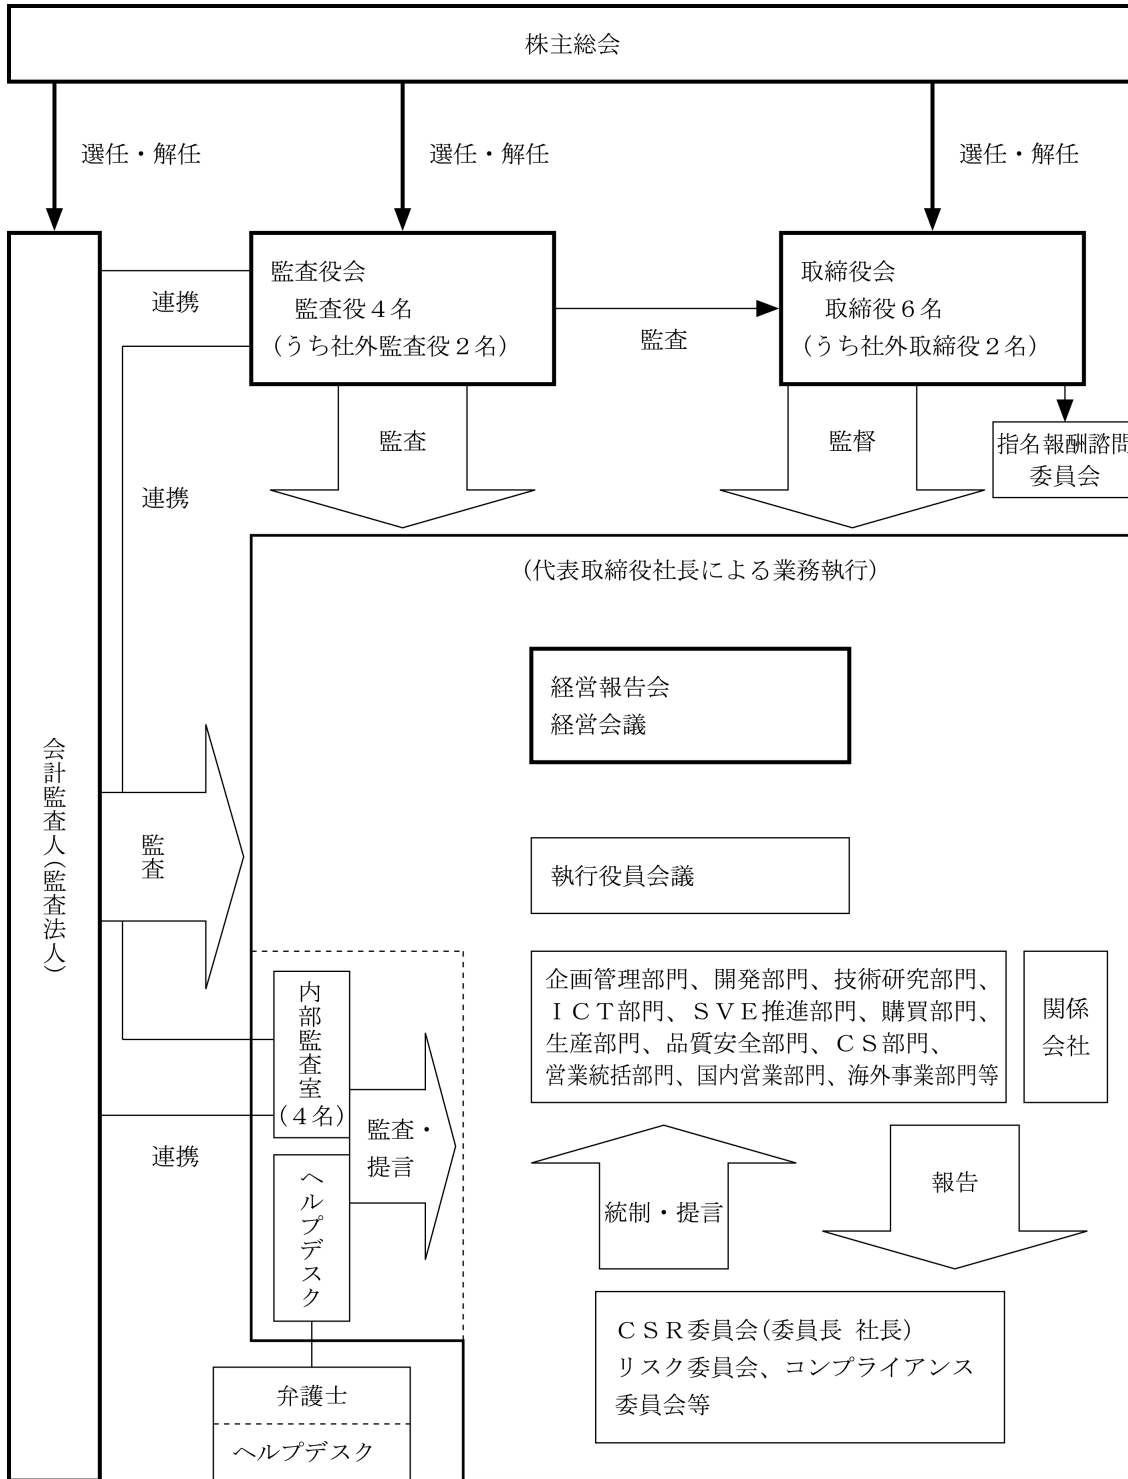 株主総会
選任・解任
選任・解任
選任・解任
監査役会
監査役４名
(うち社外監査役２名)
取締役会
取締役６名
(うち社外取締役２名)
連携
監査
監査
監督
指名報酬諮問
委員会
連携
(代表取締役社長による業務執行)
経営報告会
経営会議
会計監査人(監査法人)
監査
執行役員会議
企画管理部門、開発部門、技術研究部門、
ＩＣＴ部門、ＳＶＥ推進部門、購買部門、
生産部門、品質安全部門、ＣＳ部門、
営業統括部門、国内営業部門、海外事業部門等
関係
会社
内部監査室
(４名)
監査・
提言
連携
ヘルプデスク
統制・提言
報告
ＣＳＲ委員会(委員長 社長)
リスク委員会、コンプライアンス
委員会等
弁護士
ヘルプデスク